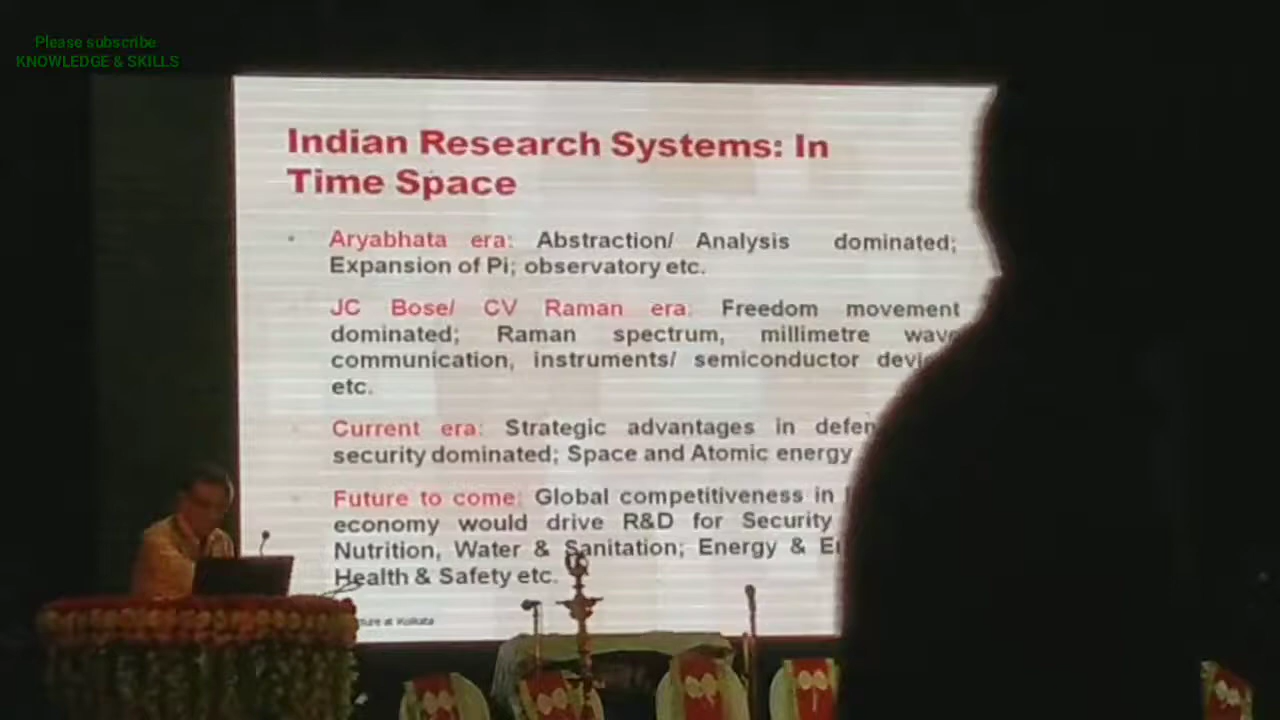 Please subscribe
KNOWLEDGE & SKILLS
Indian Research Systems: In
Time Space
Aryabhata era: Abstraction/ Analysis dominated;
Expansion of Pi; observatory etc.
JC Bose/ CV Raman era: Freedom movement
dominated; Raman spectrum, millimetre
communication, instruments/ semiconductor
etc.
Current era: Strategic advantages in
security dominated; Space and Atomic energy
Future to come: Global competitiveness in
economy would drive R&D for Security
Nutrition, Water & Sanitation; Energy &
Health & Safety etc.
at Kolkata